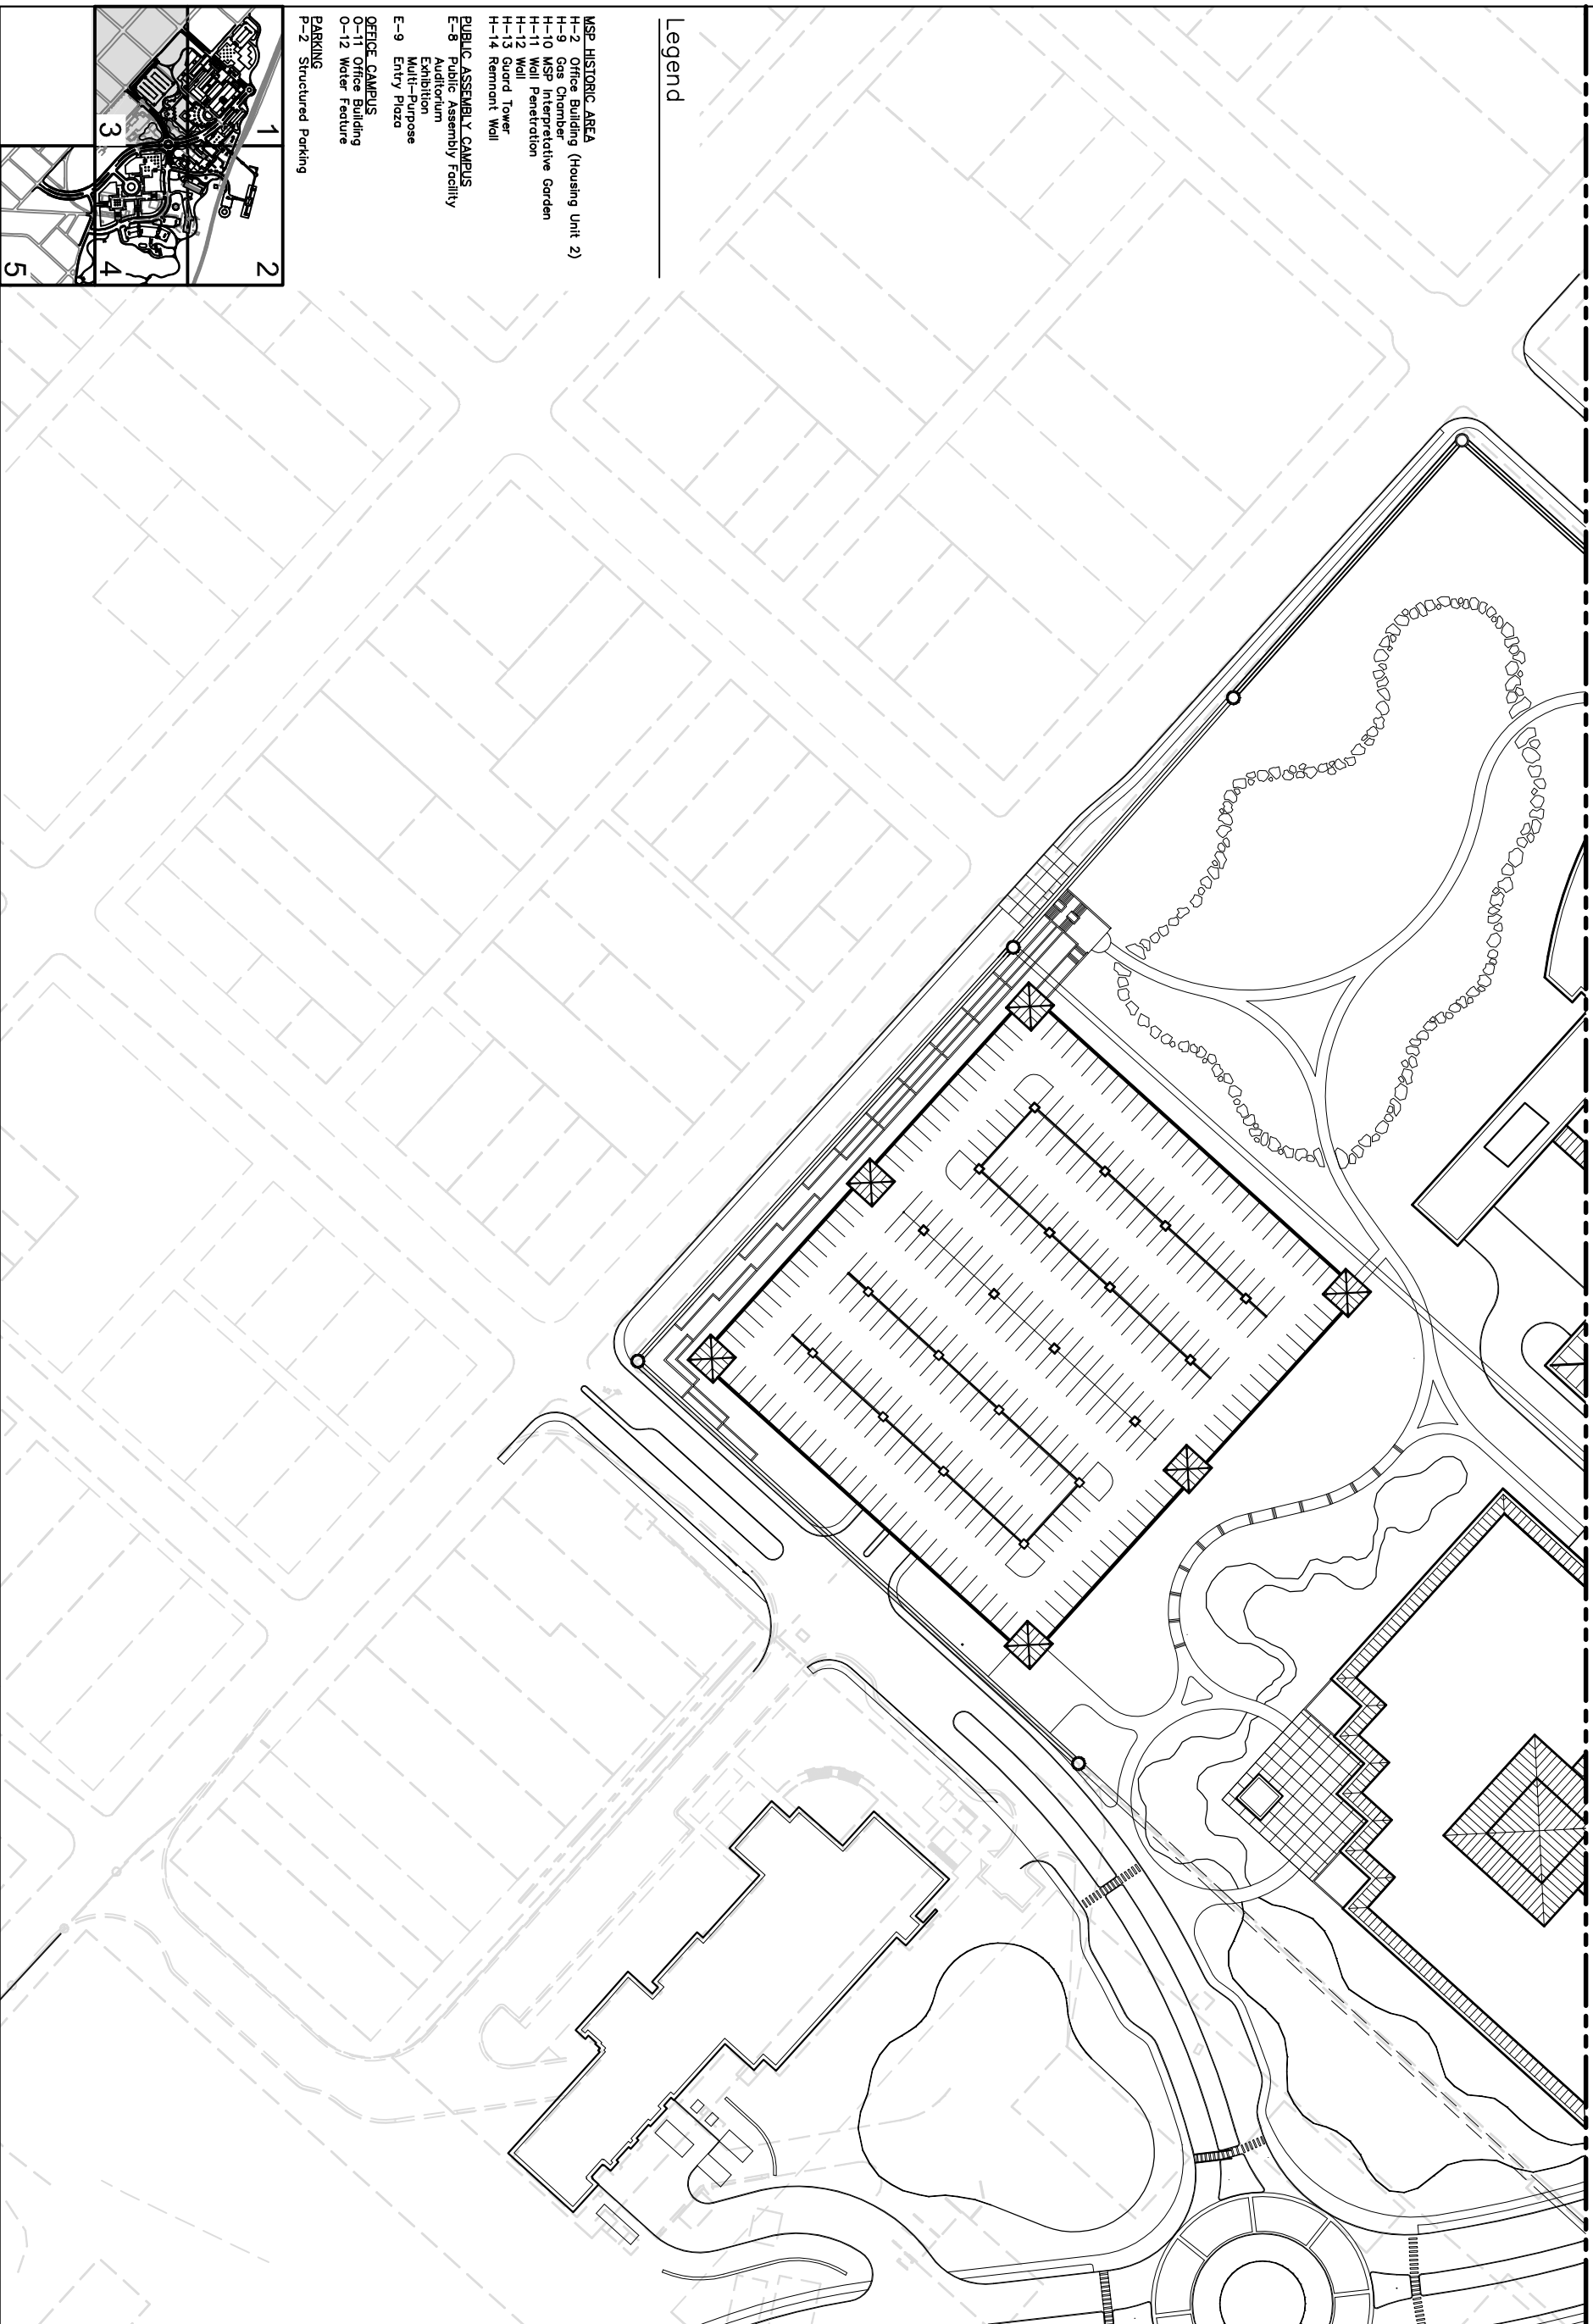 Legend
MSP HISTORIC AREA
H-2 Office Building (Housing Unit 2)
H-9 Gas Chamber
H-10 MSP Interpretative Garden
H-11 Wall Penetration
H-12 Wall
H-13 Guard Tower
H-14 Remnant Wall
PUBLIC ASSEMBLY CAMPUS
E-8 Public Assembly Facility
Auditorium
Exhibition
Multi-Purpose
E-9 Entry Plaza
OFFICE CAMPUS
O-11 Office Building
O-12 Water Feature
PARKING
P-2 Structured Parking
1
2
3
4
5